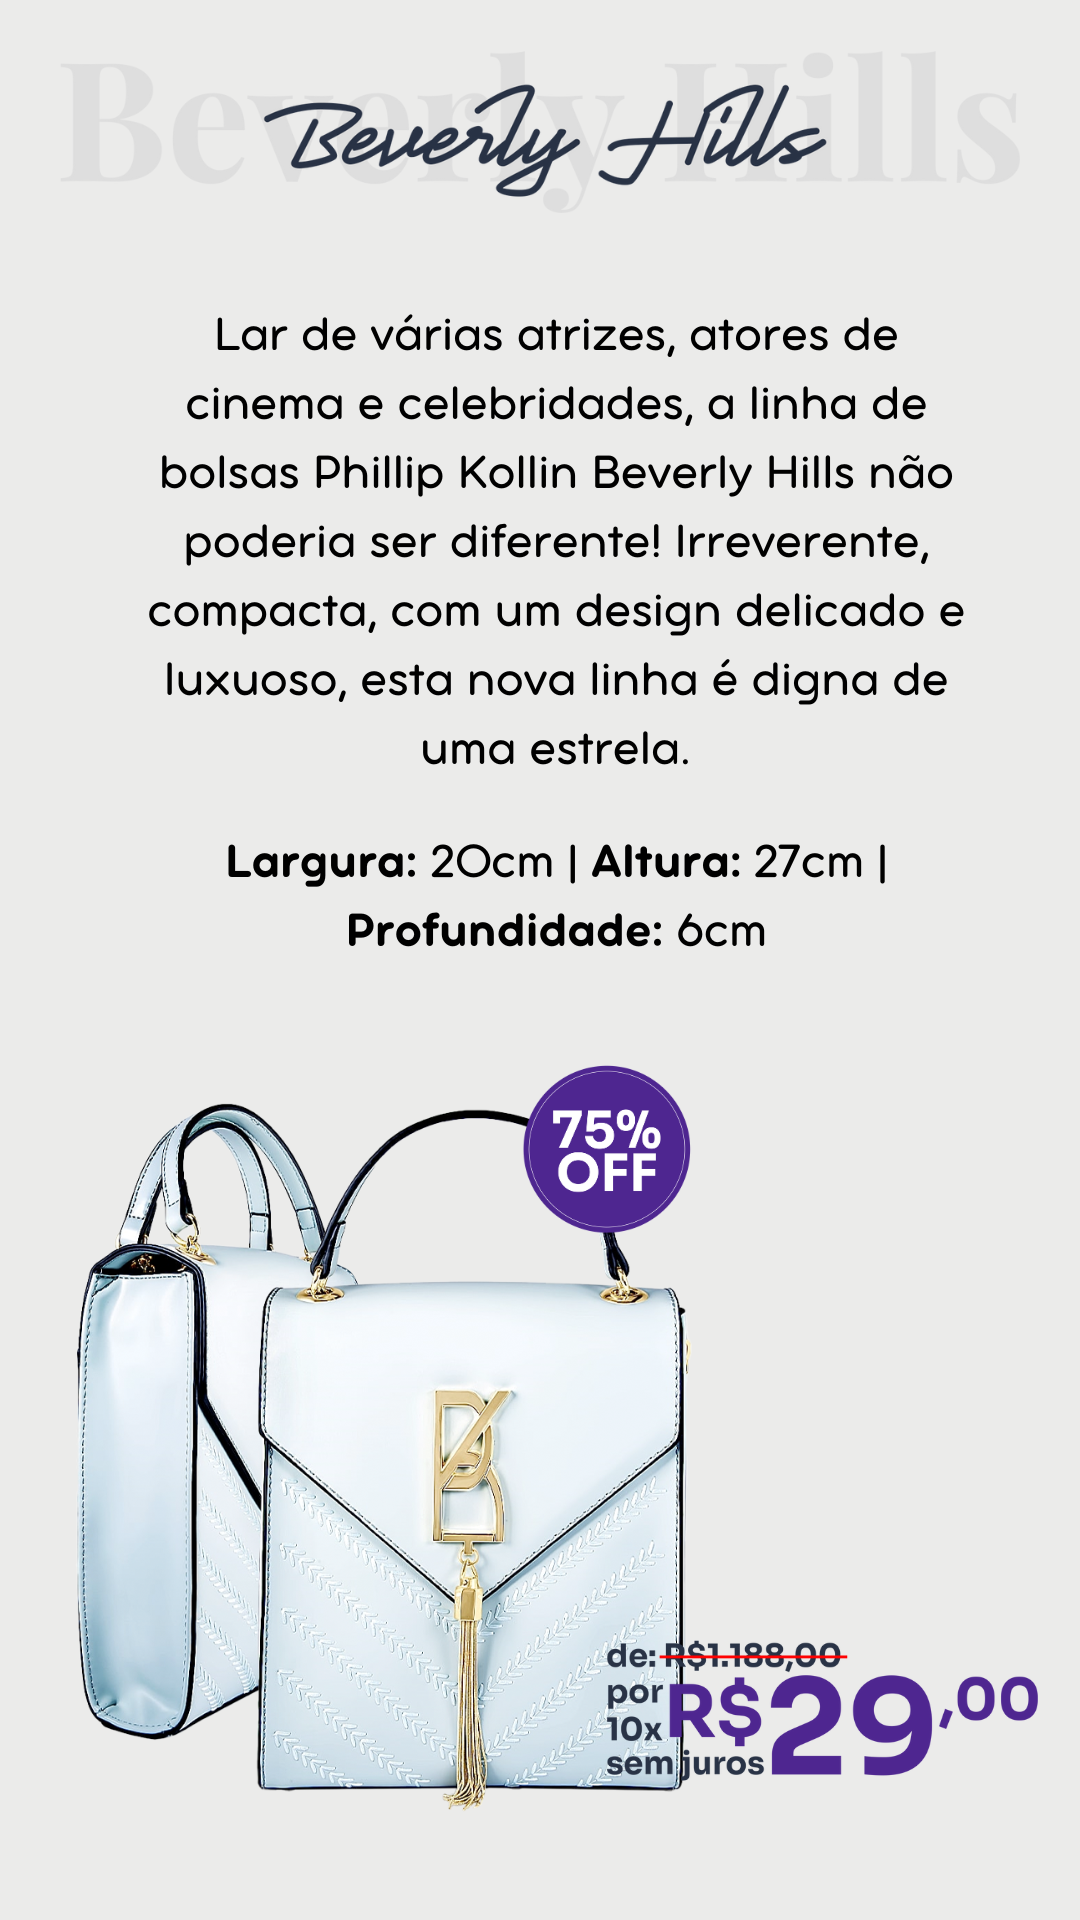 Beverly Hills
Beverly Hills
Lar de várias atrizes, atores de
cinema e celebridades, a linha de
bolsas Phillip Kollin Beverly Hills não
poderia ser diferente! Irreverente,
compacta, com um design delicado e
luxuoso, esta nova linha é digna de
uma estrela.
Largura: 20cm | Altura: 27cm |
Profundidade: 6cm
75%
OFF
de: R$1.188,00
por
10x R$29,00
sem juros